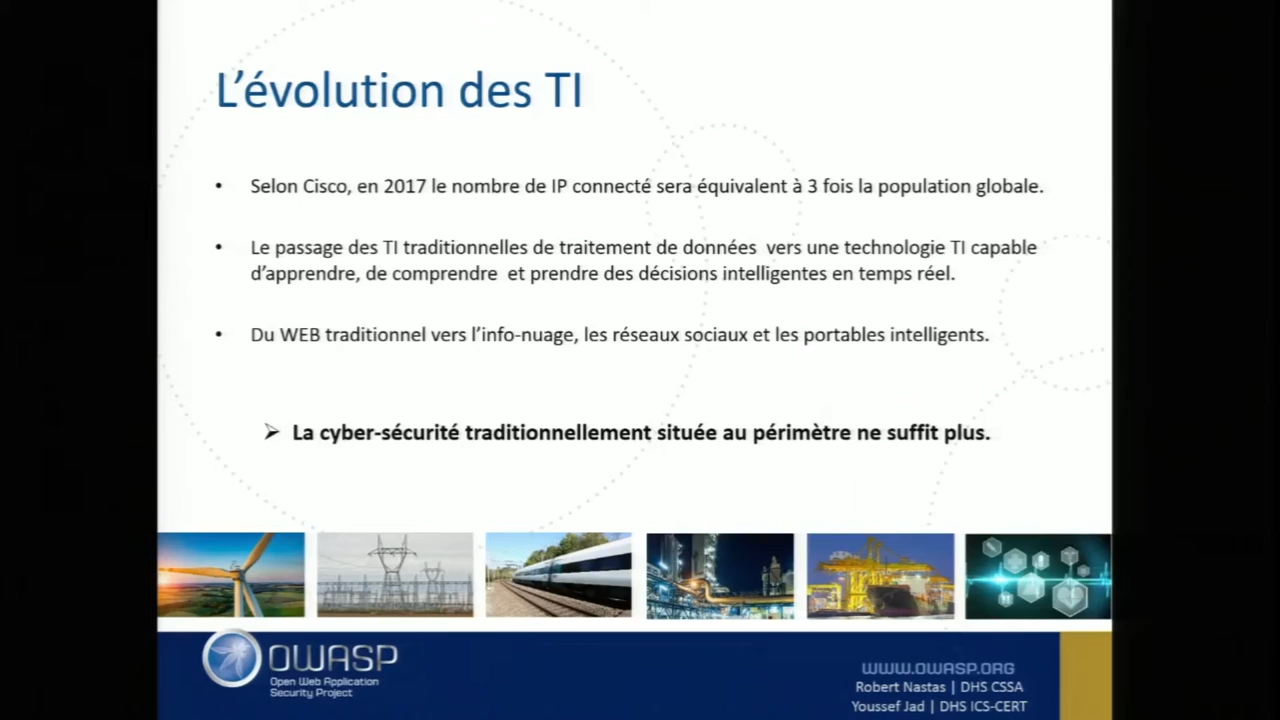 L'évolution des TI
• Selon Cisco, en 2017 le nombre de IP connecté sera équivalent à 3 fois la population globale.
• Le passage des TI traditionnelles de traitement de données vers une technologie TI capable
d'apprendre, de comprendre et prendre des décisions intelligentes en temps réel.
• Du WEB traditionnel vers l'info-nuage, les réseaux sociaux et les portables intelligents.
➢ La cyber-sécurité traditionnellement située au périmètre ne suffit plus.
OWASP
Open Web Application
Security Project
WWW.OWASP.ORG
Robert Nastas | DHS CSSA
Youssef Jad | DHS ICS-CERT